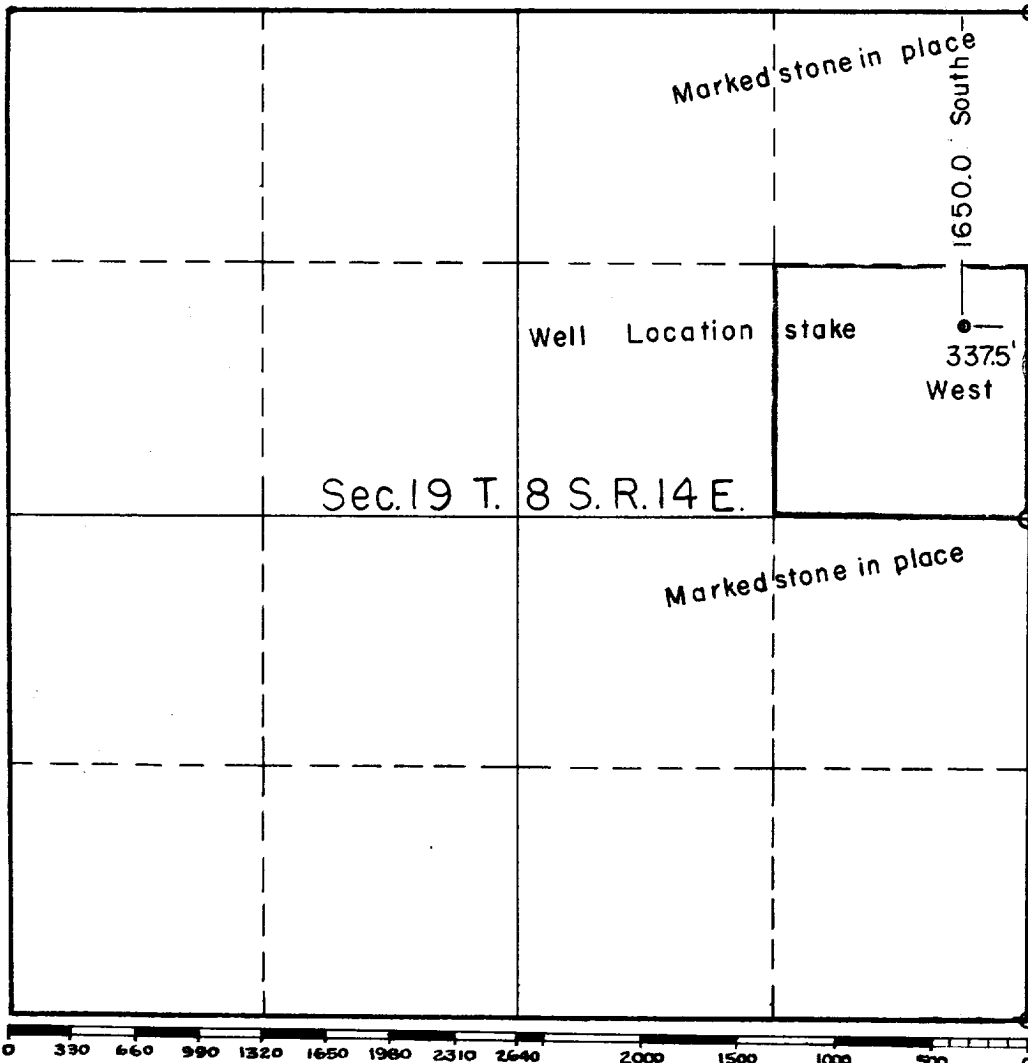 Marked stone in place
1650.0' South
Well Location stake
337.5'
West
Sec. 19 T. 8 S. R. 14 E.
Marked stone in place
0 330 660 990 1320 1650 1980 2310 2640 2000 1500 1000 500 0